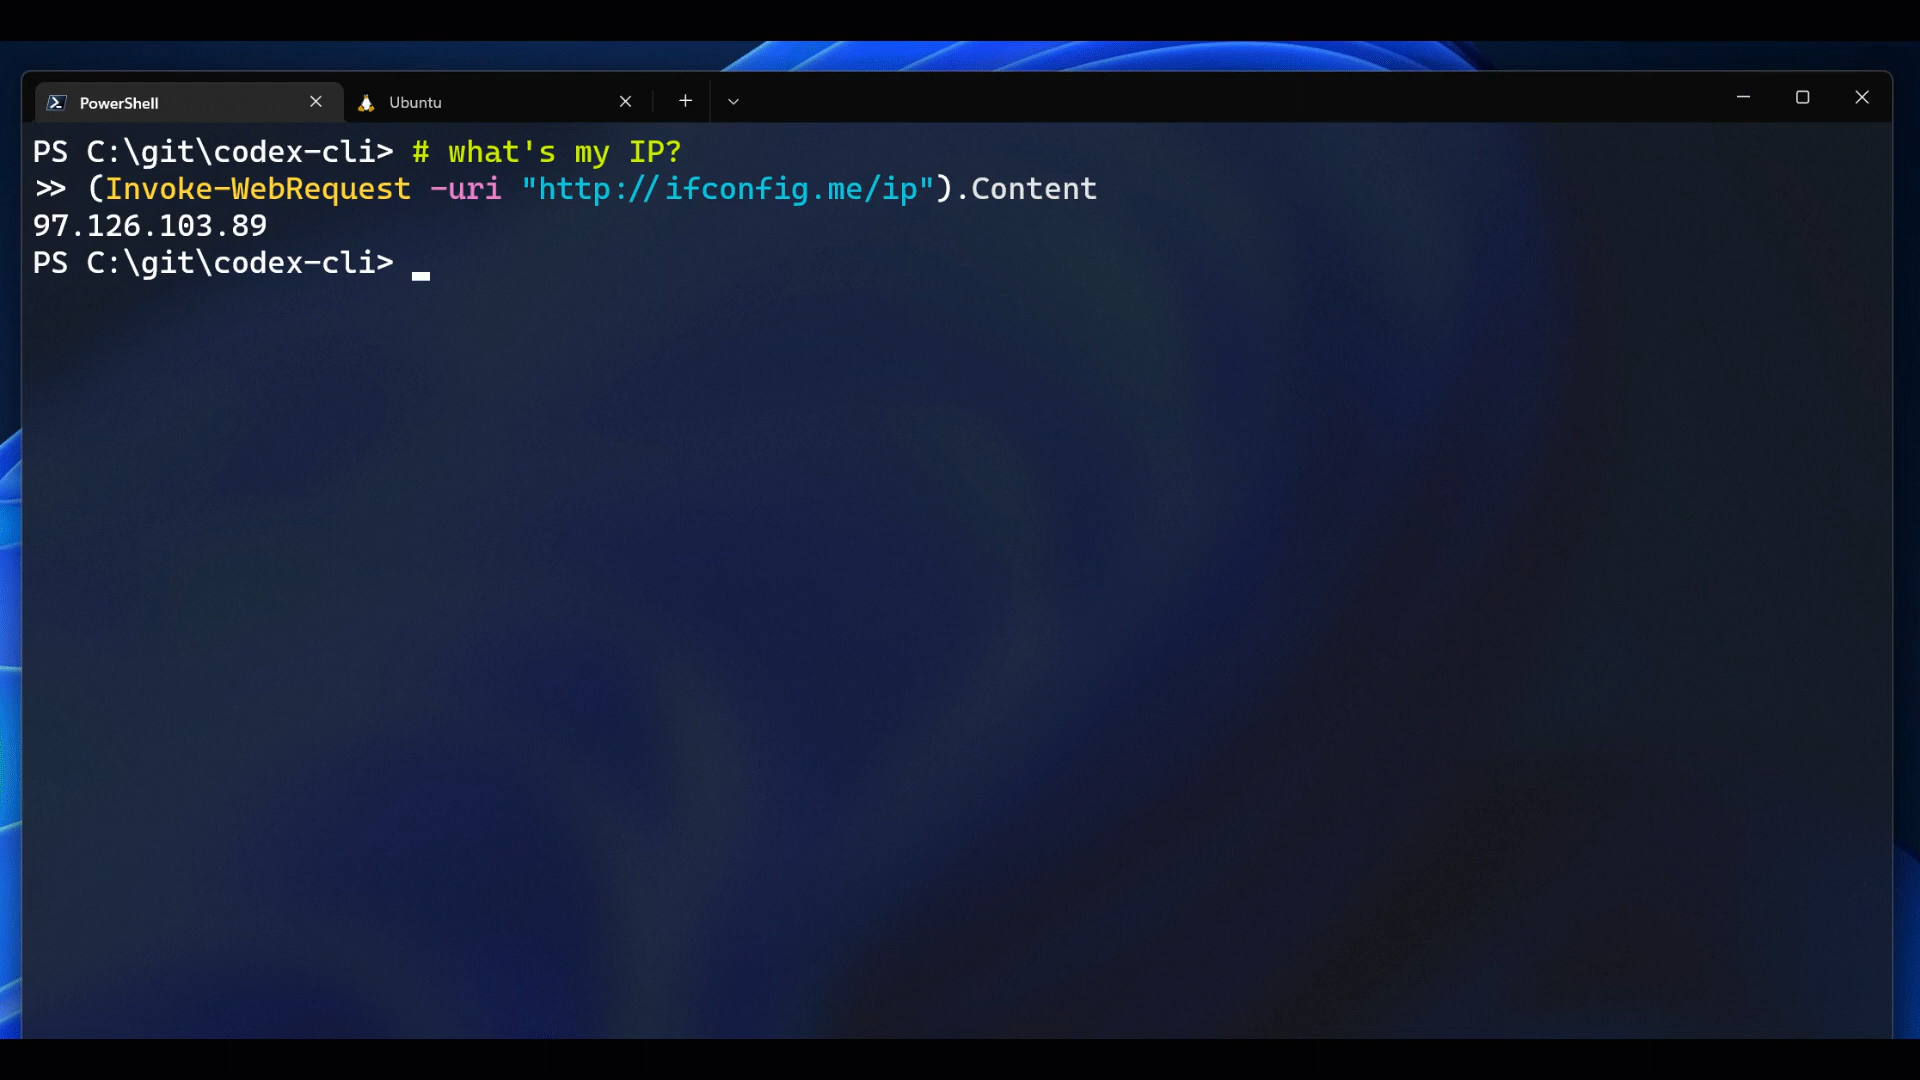 PowerShell
Ubuntu
PS C:\git\codex-cli> # what's my IP?
>> (Invoke-WebRequest -uri "http://ifconfig.me/ip").Content
97.126.103.89
PS C:\git\codex-cli>